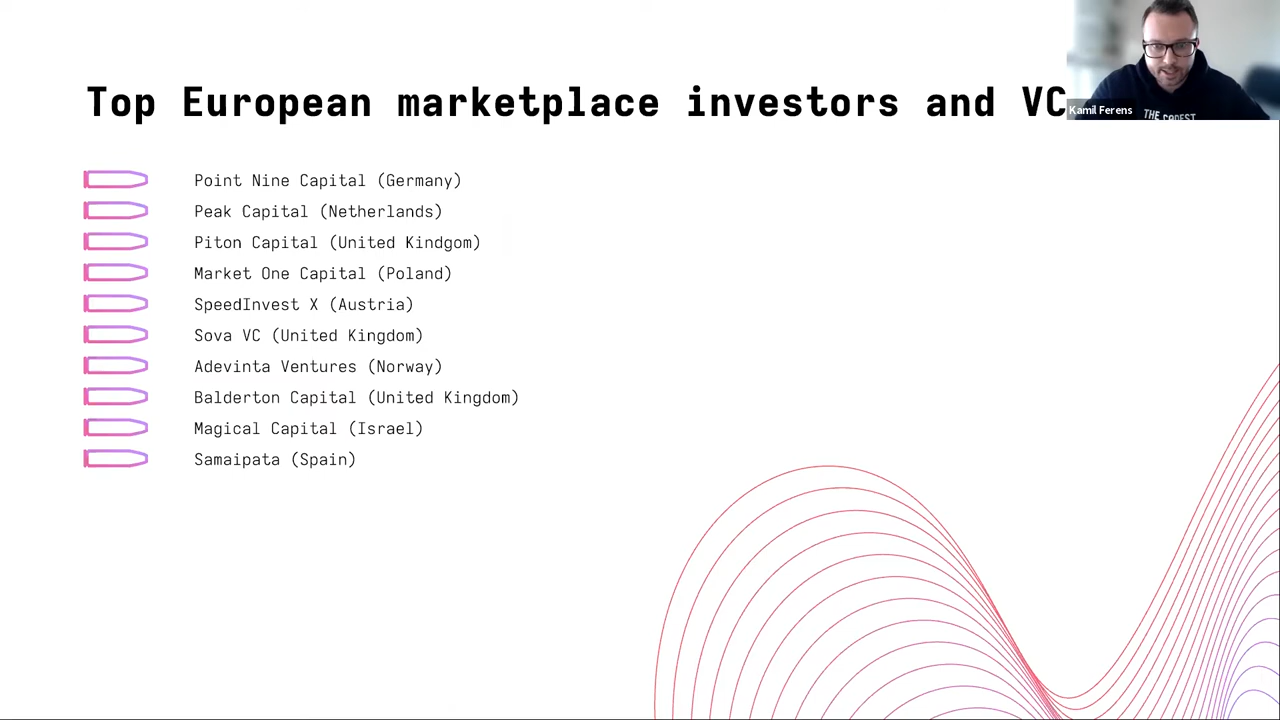 Top European marketplace investors and VC
Kamil Ferens
THE CODEST
Point Nine Capital (Germany)
Peak Capital (Netherlands)
Piton Capital (United Kindgom)
Market One Capital (Poland)
SpeedInvest X (Austria)
Sova VC (United Kingdom)
Adevinta Ventures (Norway)
Balderton Capital (United Kingdom)
Magical Capital (Israel)
Samaipata (Spain)